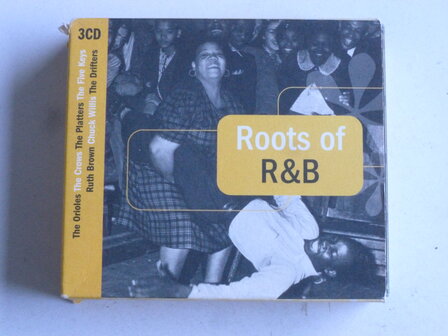 3CD
The Orioles The Crows The Platters The Five Keys
Ruth Brown Chuck Willis The Drifters
Roots of
R&B